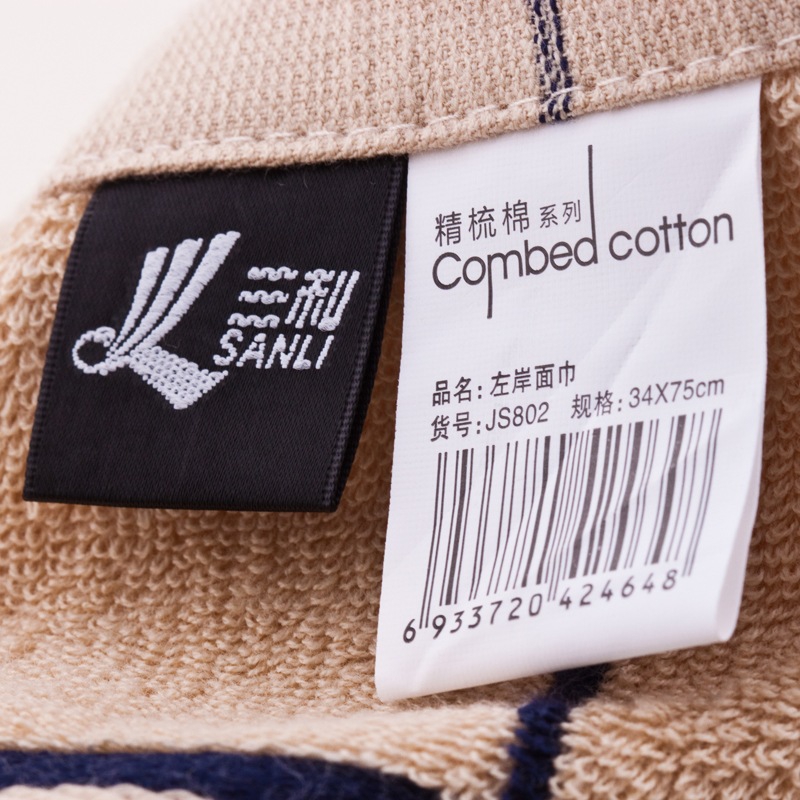 三利
SANLI
精梳棉 系列
Combed cotton
品名: 左岸面巾
货号: JS802 规格: 34X75cm
6 933720 424648